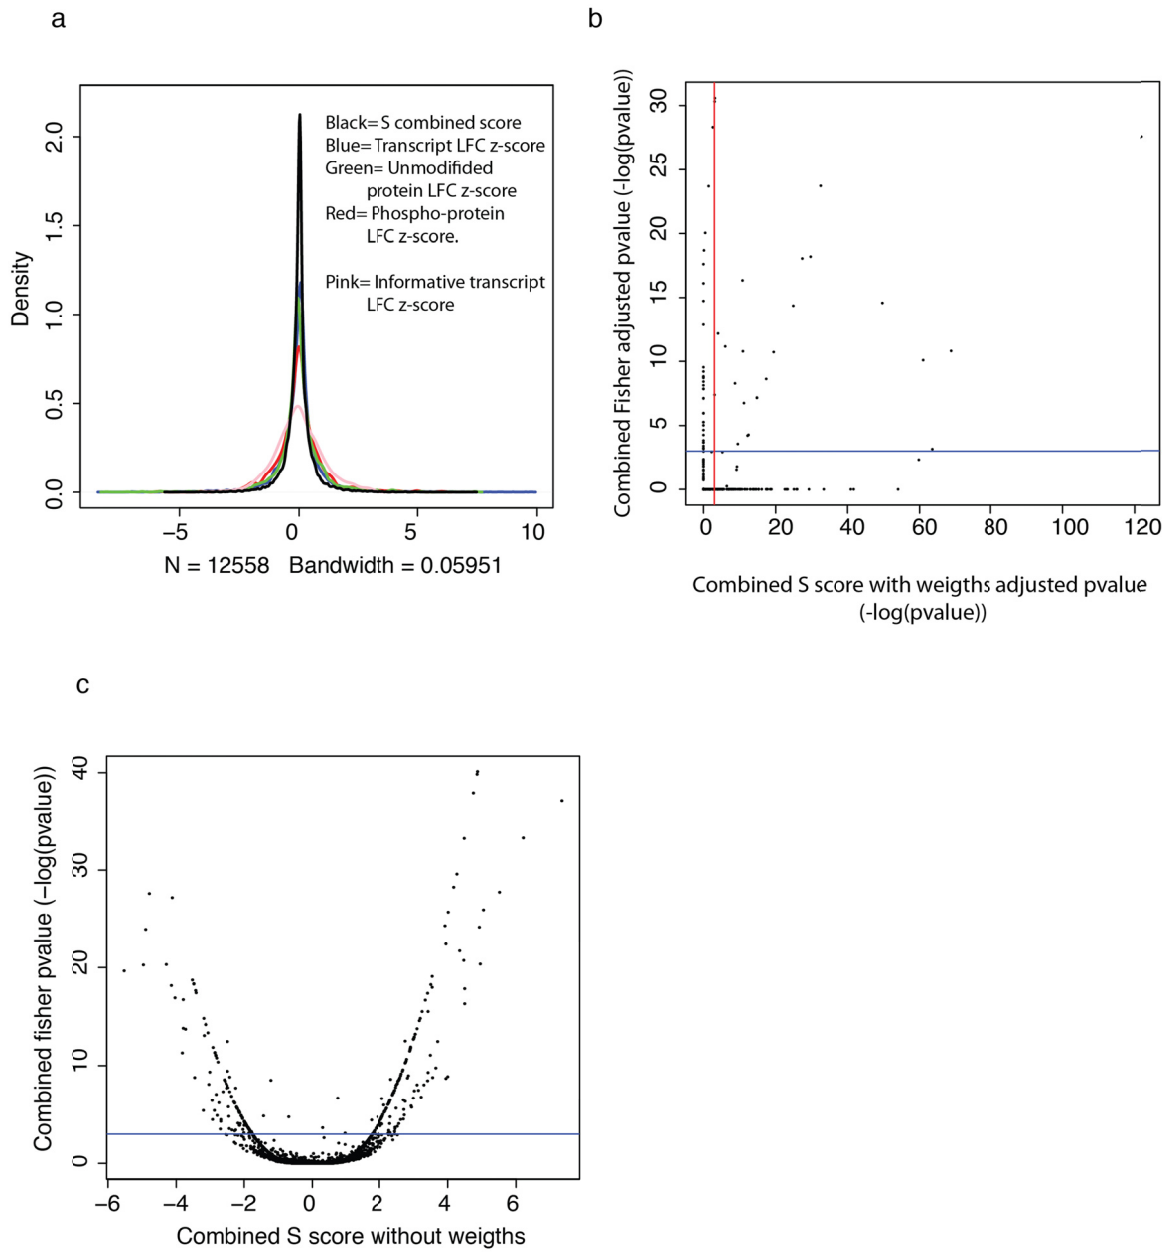 a
Density
0.0
0.5
1.0
1.5
2.0
Black= S combined score
Blue= Transcript LFC z-score
Green= Unmodifided
protein LFC z-score
Red= Phospho-protein
LFC z-score.
Pink= Informative transcript
LFC z-score
−5 0 5 10
N = 12558 Bandwidth = 0.05951
b
Combined Fisher adjusted pvalue (-log(pvalue))
0
5
10
15
20
25
30
0 20 40 60 80 100 120
Combined S score with weigths adjusted pvalue
(-log(pvalue))
c
Combined fisher pvalue (−log(pvalue))
0
10
20
30
40
−6 −4 −2 0 2 4 6
Combined S score without weigths